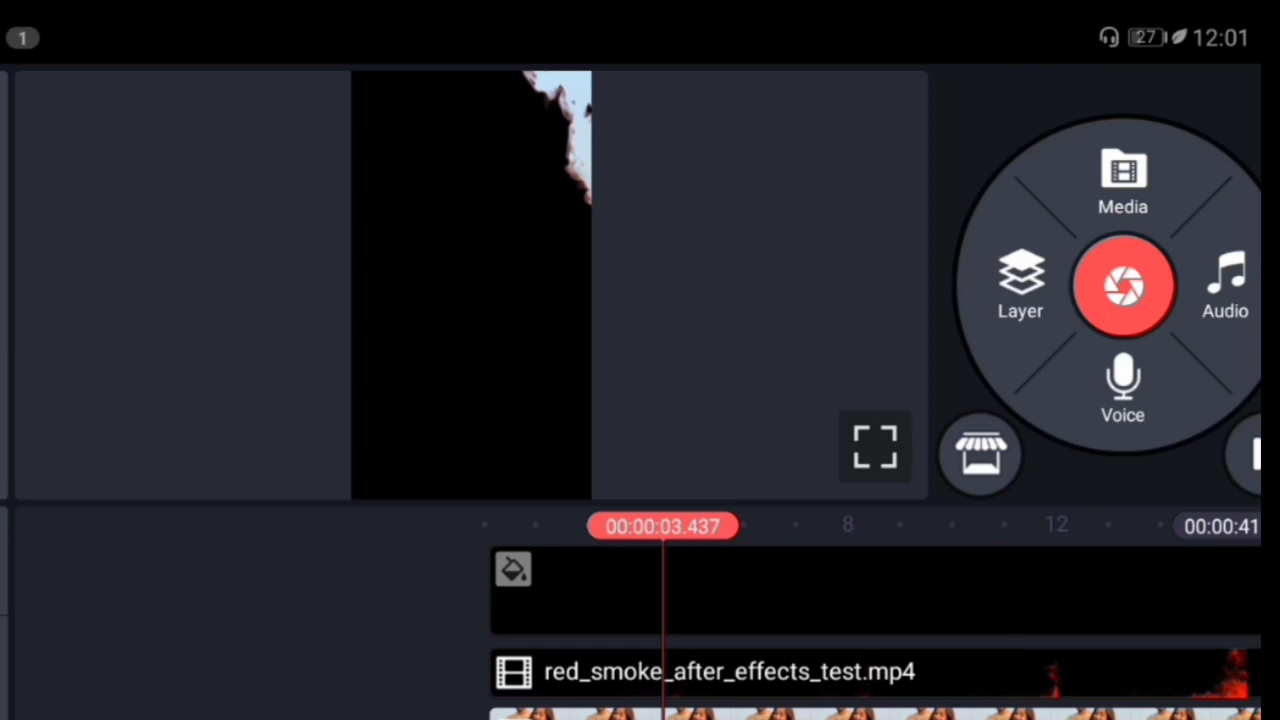 1
27 12:01
Media
Layer
Audio
Voice
00:00:03.437
8
12
00:00:41
red_smoke_after_effects_test.mp4